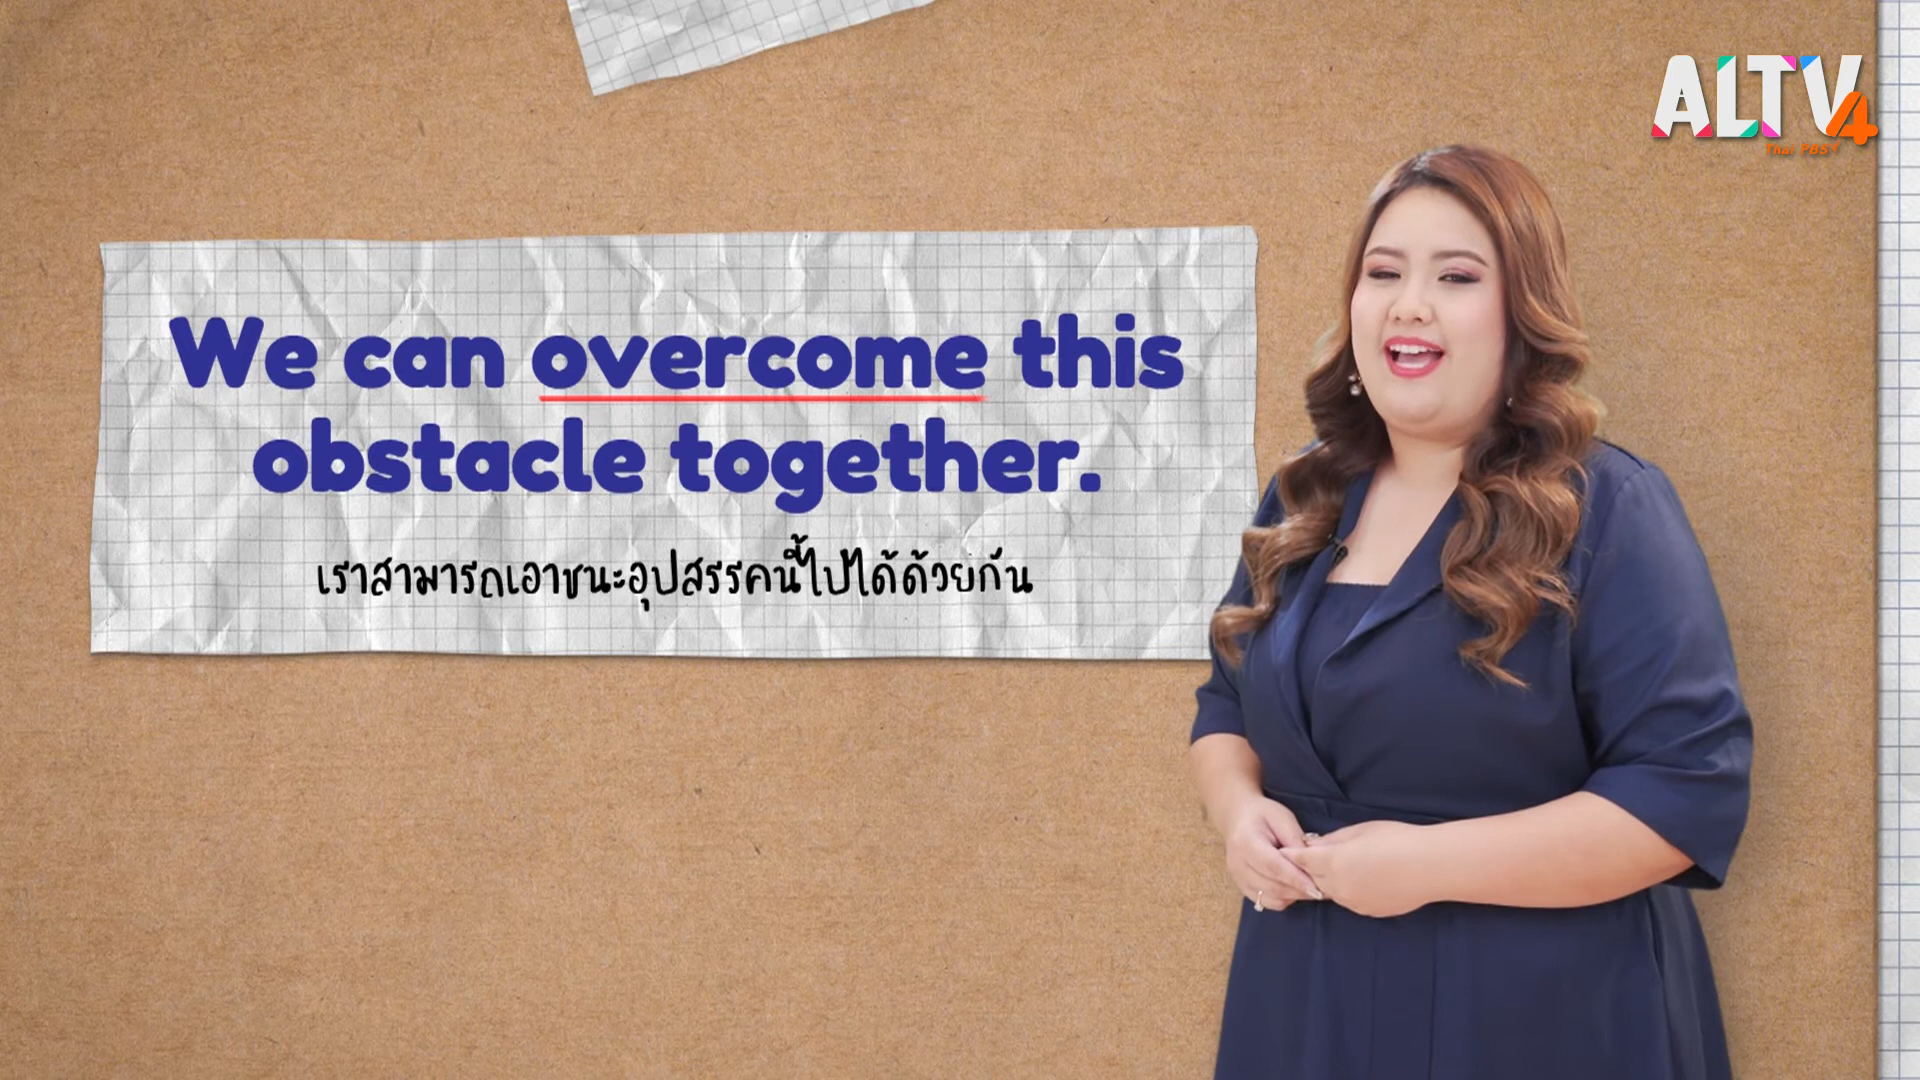 ALTV4
Thai PBS
We can overcome this
obstacle together.
เราสามารถเอาชนะอุปสรรคนี้ไปได้ด้วยกัน